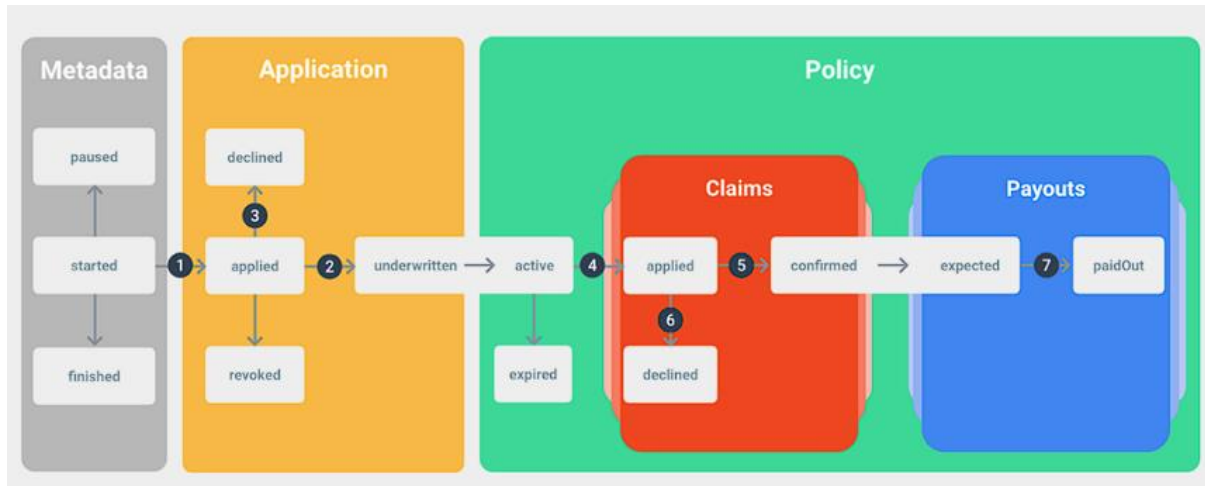 Metadata
Application
Policy
paused
declined
Claims
Payouts
3
started
1
applied
2
underwritten
active
4
applied
5
confirmed
expected
7
paidOut
6
finished
revoked
expired
declined